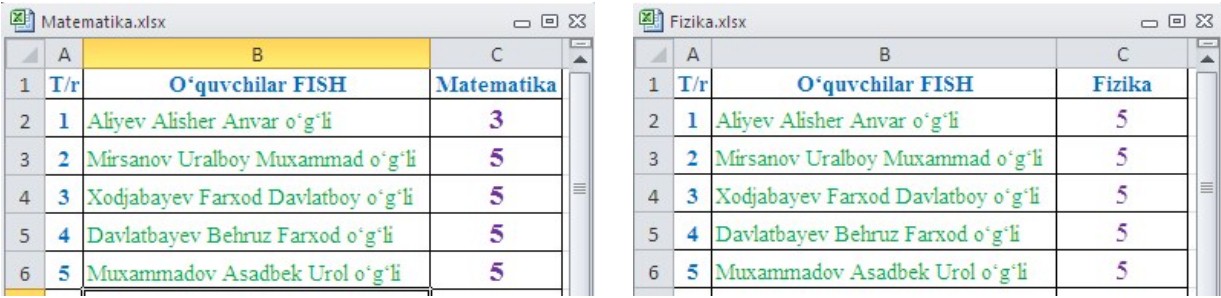 Matematika.xlsx
A B C
1 T/r O‘quvchilar FISH Matematika
2 1 Aliyev Alisher Anvar o‘g‘li 3
3 2 Mirsanov Uralboy Muxammad o‘g‘li 5
4 3 Xodjabayev Farxod Davlatboy o‘g‘li 5
5 4 Davlatbayev Behruz Farxod o‘g‘li 5
6 5 Muxammadov Asadbek Urol o‘g‘li 5
Fizika.xlsx
A B C
1 T/r O‘quvchilar FISH Fizika
2 1 Aliyev Alisher Anvar o‘g‘li 5
3 2 Mirsanov Uralboy Muxammad o‘g‘li 5
4 3 Xodjabayev Farxod Davlatboy o‘g‘li 5
5 4 Davlatbayev Behruz Farxod o‘g‘li 5
6 5 Muxammadov Asadbek Urol o‘g‘li 5